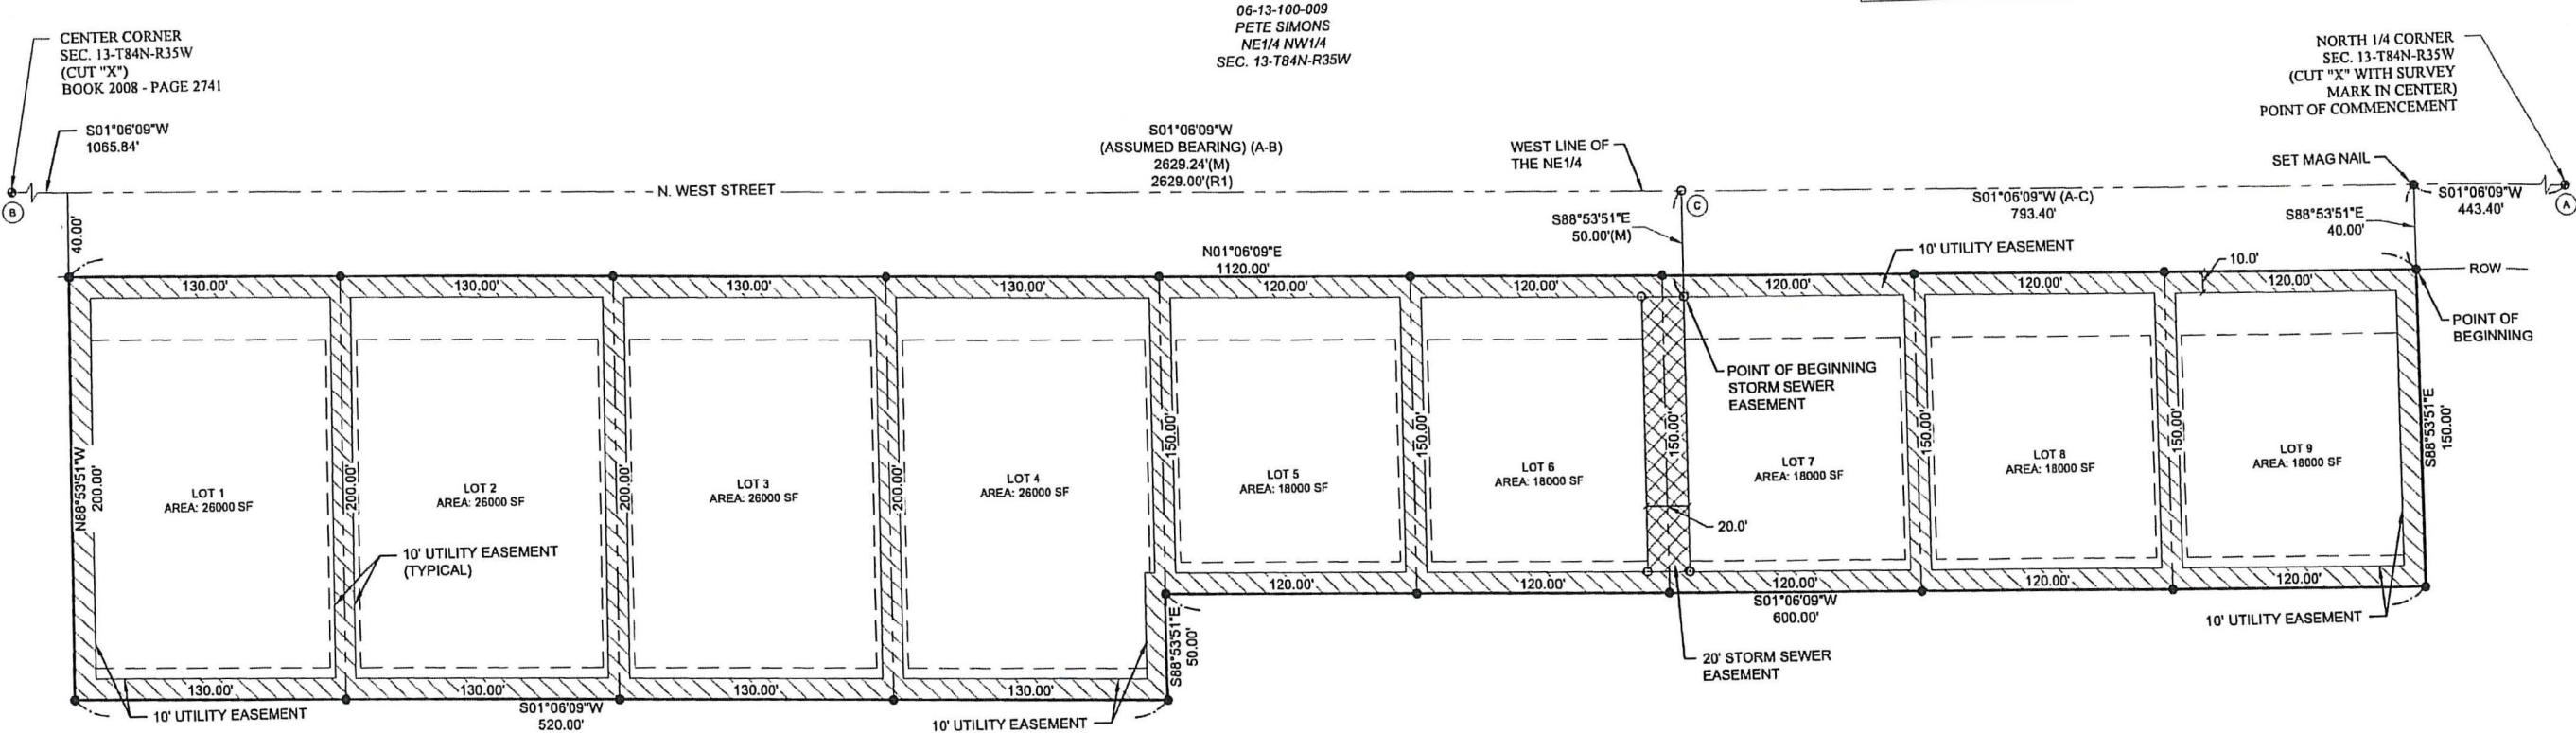 06-13-100-009
PETE SIMONS
NE1/4 NW1/4
SEC. 13-T84N-R35W
CENTER CORNER
SEC. 13-T84N-R35W
(CUT "X")
BOOK 2008 - PAGE 2741
NORTH 1/4 CORNER
SEC. 13-T84N-R35W
(CUT "X" WITH SURVEY
MARK IN CENTER)
POINT OF COMMENCEMENT
S01°06'09"W
1065.84'
S01°06'09"W
(ASSUMED BEARING) (A-B)
2629.24'(M)
2629.00'(R1)
WEST LINE OF
THE NE1/4
SET MAG NAIL
B
N. WEST STREET
C
S01°06'09"W (A-C)
793.40'
S01°06'09"W
443.40'
A
40.00'
S88°53'51"E
50.00'(M)
S88°53'51"E
40.00'
N01°06'09"E
1120.00'
10' UTILITY EASEMENT
10.0'
ROW
130.00'
130.00'
130.00'
130.00'
120.00'
120.00'
120.00'
120.00'
120.00'
POINT OF
BEGINNING
POINT OF BEGINNING
STORM SEWER
EASEMENT
N88°53'51"W
200.00'
LOT 1
AREA: 26000 SF
200.00'
LOT 2
AREA: 26000 SF
200.00'
LOT 3
AREA: 26000 SF
200.00'
LOT 4
AREA: 26000 SF
150.00'
LOT 5
AREA: 18000 SF
150.00'
LOT 6
AREA: 18000 SF
150.00'
LOT 7
AREA: 18000 SF
150.00'
LOT 8
AREA: 18000 SF
150.00'
LOT 9
AREA: 18000 SF
S88°53'51"E
150.00'
20.0'
10' UTILITY EASEMENT
(TYPICAL)
120.00'
120.00'
120.00'
120.00'
120.00'
S01°06'09"W
600.00'
10' UTILITY EASEMENT
S88°53'51"E
50.00'
20' STORM SEWER
EASEMENT
130.00'
130.00'
130.00'
130.00'
10' UTILITY EASEMENT
S01°06'09"W
520.00'
10' UTILITY EASEMENT